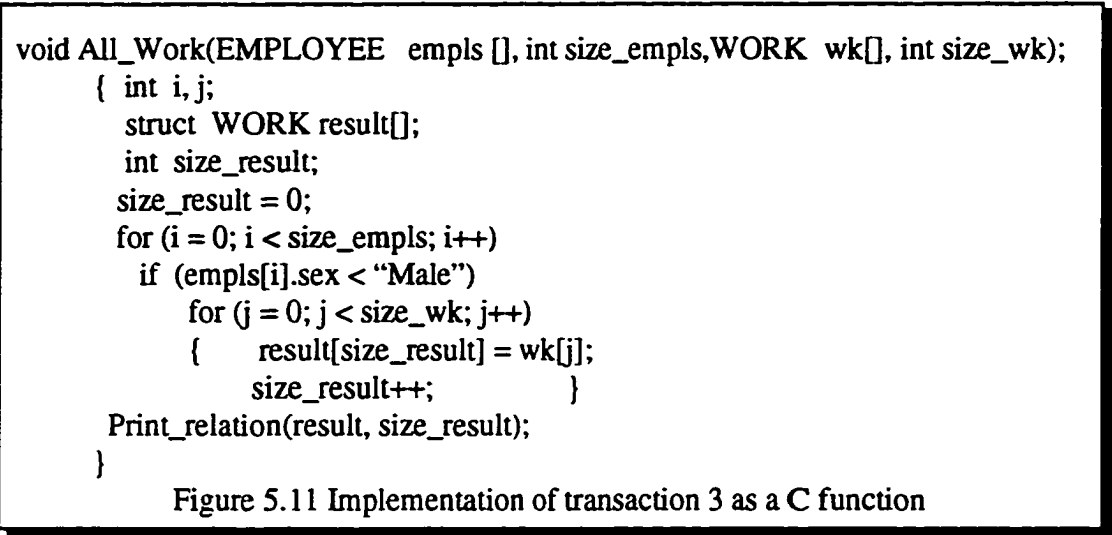 void All_Work(EMPLOYEE empls [], int size_empls,WORK wk[], int size_wk);
{ int i, j;
struct WORK result[];
int size_result;
size_result = 0;
for (i = 0; i < size_empls; i++)
if (empls[i].sex < “Male”)
for (j = 0; j < size_wk; j++)
{ result[size_result] = wk[j];
size_result++; }
Print_relation(result, size_result);
}
Figure 5.11 Implementation of transaction 3 as a C function